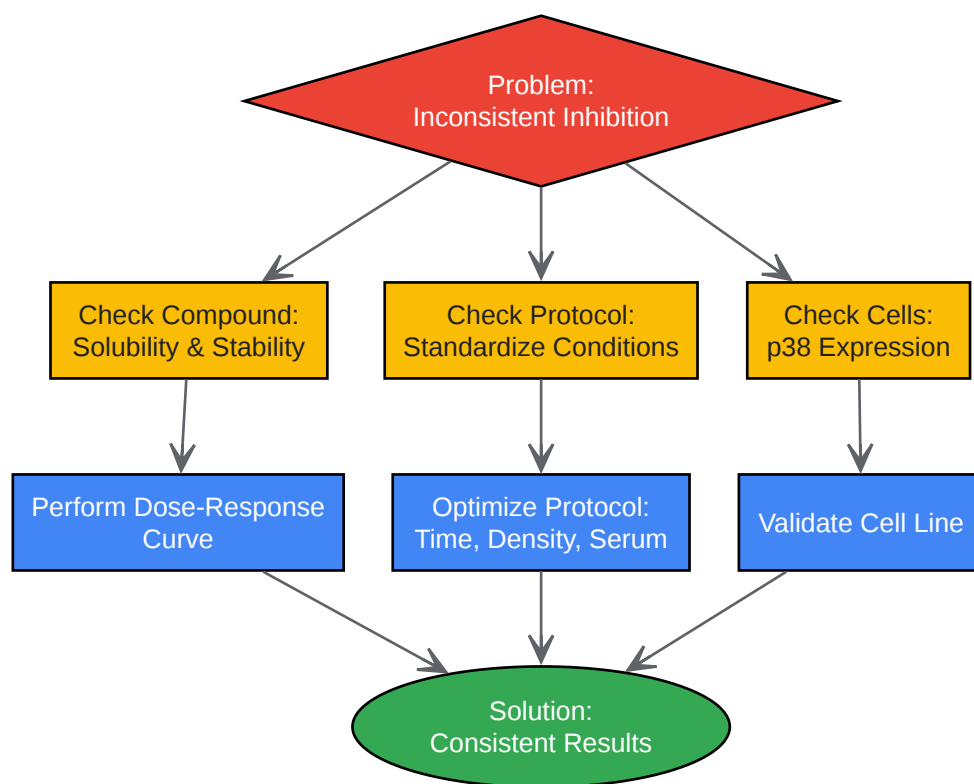 Problem:
Inconsistent Inhibition
Check Compound:
Solubility & Stability
Check Protocol:
Standardize Conditions
Check Cells:
p38 Expression
Perform Dose-Response
Curve
Optimize Protocol:
Time, Density, Serum
Validate Cell Line
Solution:
Consistent Results